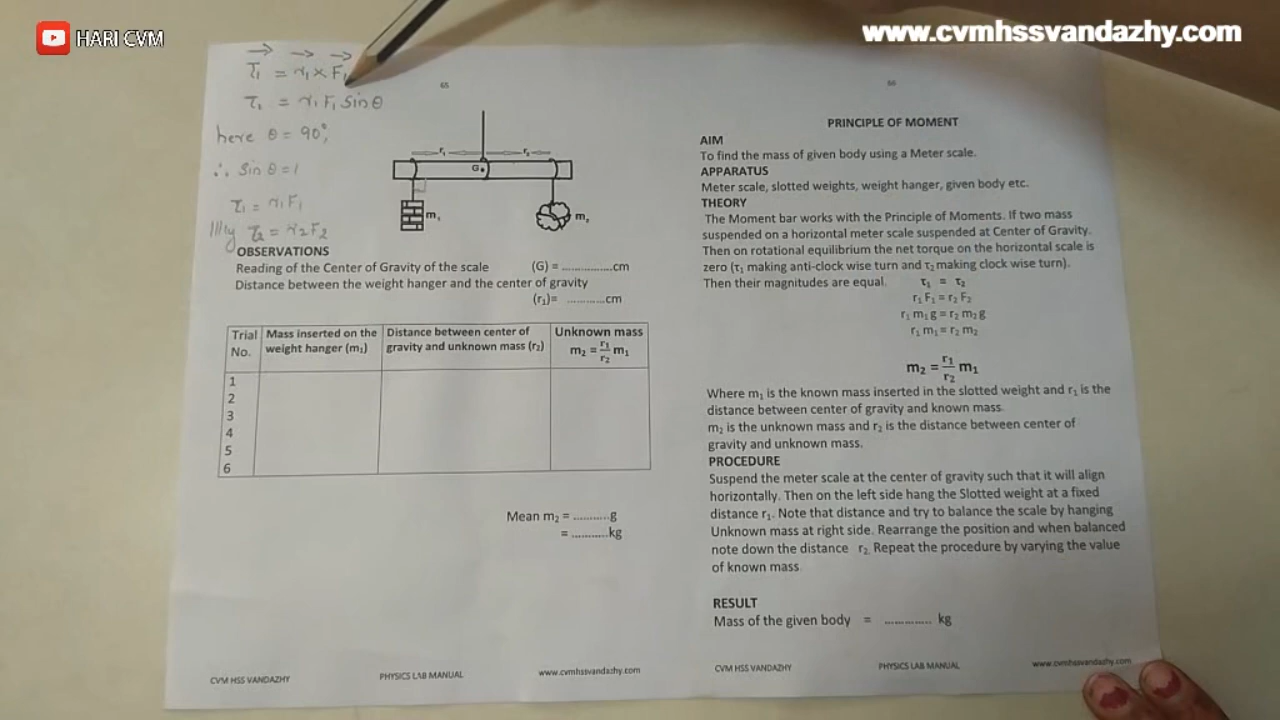 HARI CVM
www.cvmhssvandazhy.com
τ₁ = r₁ × F₁
τ₁ = r₁ F₁ Sin θ
here θ = 90°,
∴ Sin θ = 1
τ₁ = r₁ F₁
IIIly τ₂ = r₂ F₂
65
r₁ r₂
G
m₁ m₂
OBSERVATIONS
Reading of the Center of Gravity of the scale (G) = ...............cm
Distance between the weight hanger and the center of gravity
(r₁)= ...........cm
Trial No. Mass inserted on the weight hanger (m₁) Distance between center of gravity and unknown mass (r₂) Unknown mass m₂ = r₁/r₂ m₁
1
2
3
4
5
6
Mean m₂ = ..........g
= ..........kg
CVM HSS VANDAZHY PHYSICS LAB MANUAL www.cvmhssvandazhy.com
66
PRINCIPLE OF MOMENT
AIM
To find the mass of given body using a Meter scale.
APPARATUS
Meter scale, slotted weights, weight hanger, given body etc.
THEORY
The Moment bar works with the Principle of Moments. If two mass
suspended on a horizontal meter scale suspended at Center of Gravity.
Then on rotational equilibrium the net torque on the horizontal scale is
zero (τ₁ making anti-clock wise turn and τ₂ making clock wise turn).
Then their magnitudes are equal. τ₁ = τ₂
r₁ F₁ = r₂ F₂
r₁ m₁g = r₂ m₂g
r₁ m₁ = r₂ m₂
m₂ = r₁/r₂ m₁
Where m₁ is the known mass inserted in the slotted weight and r₁ is the
distance between center of gravity and known mass.
m₂ is the unknown mass and r₂ is the distance between center of
gravity and unknown mass.
PROCEDURE
Suspend the meter scale at the center of gravity such that it will align
horizontally. Then on the left side hang the Slotted weight at a fixed
distance r₁. Note that distance and try to balance the scale by hanging
Unknown mass at right side. Rearrange the position and when balanced
note down the distance r₂. Repeat the procedure by varying the value
of known mass.
RESULT
Mass of the given body = ............. kg
CVM HSS VANDAZHY PHYSICS LAB MANUAL www.cvmhssvandazhy.com